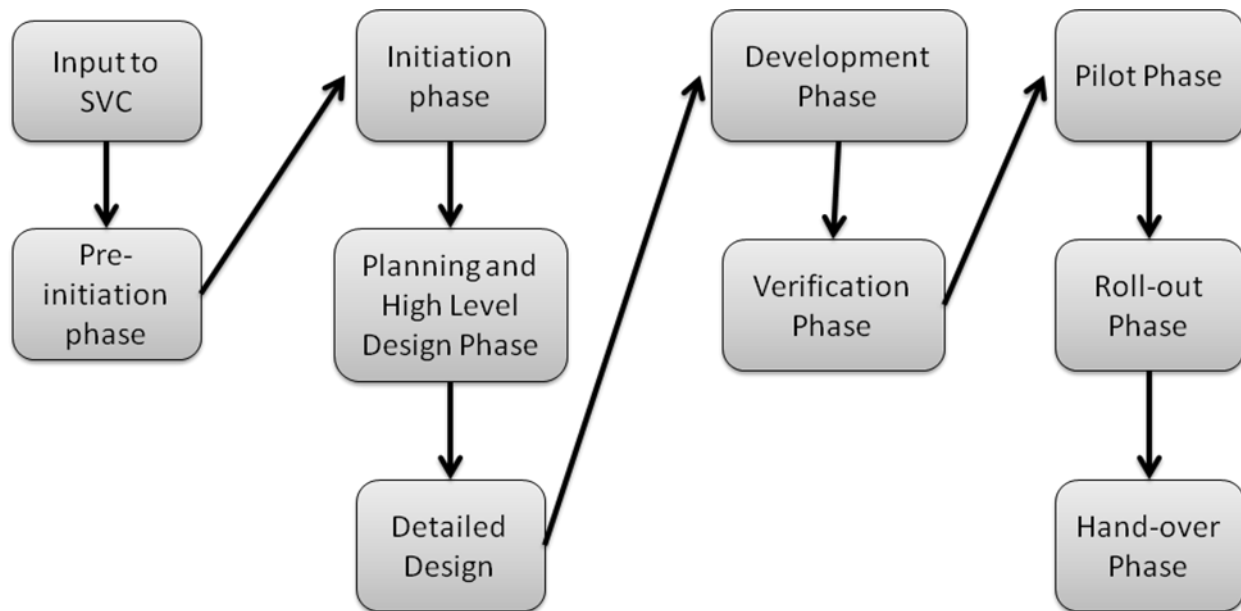 Input to
SVC
Pre-
initiation
phase
Initiation
phase
Planning and
High Level
Design Phase
Detailed
Design
Development
Phase
Verification
Phase
Pilot Phase
Roll-out
Phase
Hand-over
Phase